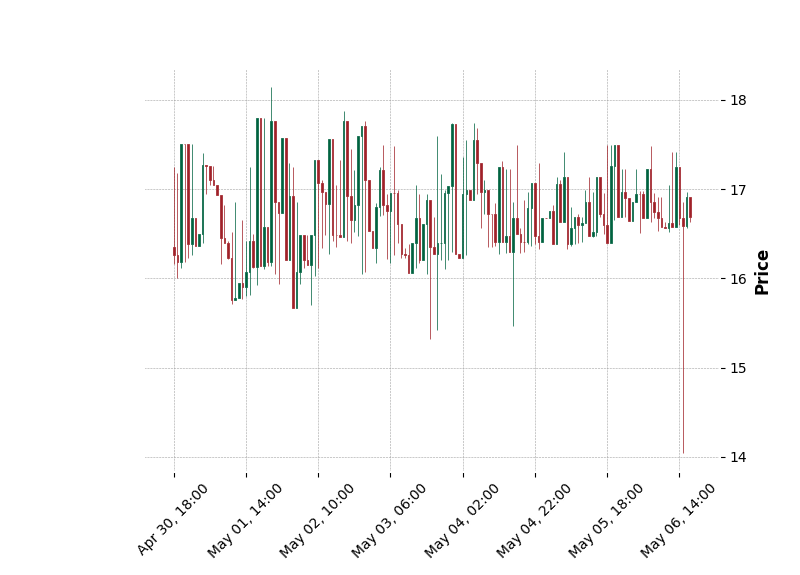 18
17
16
15
14
Price
Apr 30, 18:00
May 01, 14:00
May 02, 10:00
May 03, 06:00
May 04, 02:00
May 04, 22:00
May 05, 18:00
May 06, 14:00